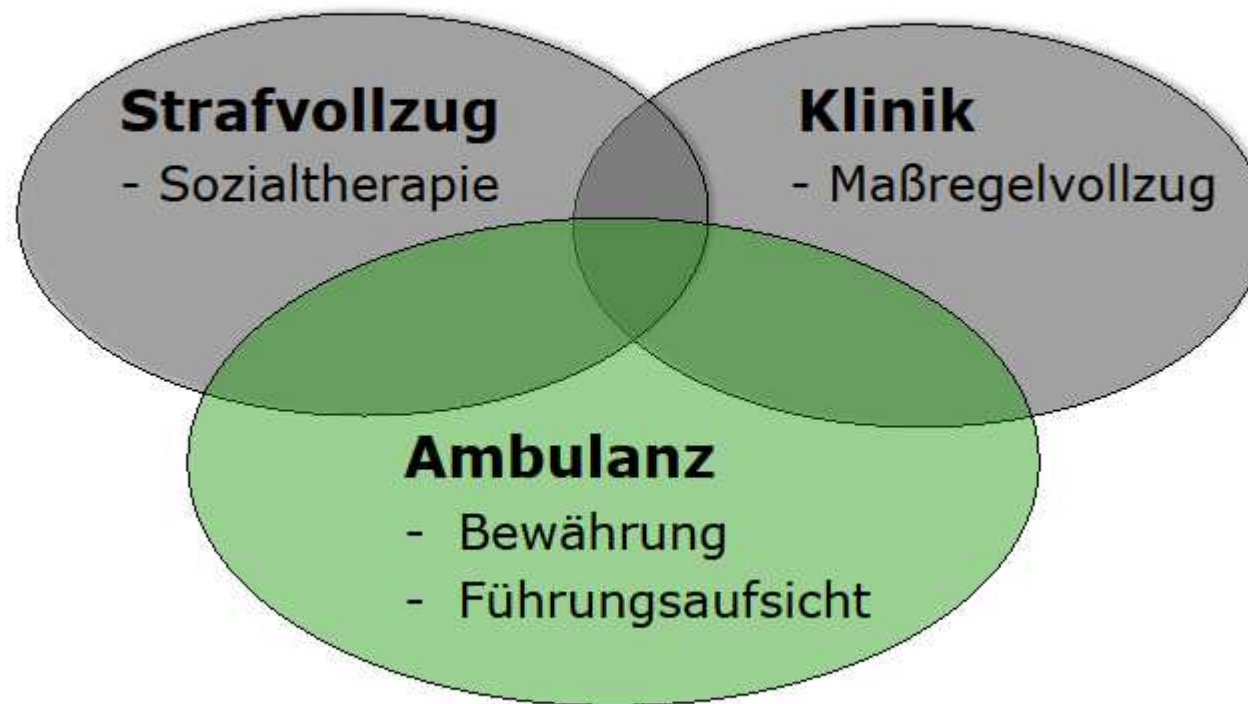 Strafvollzug
- Sozialtherapie
Klinik
- Maßregelvollzug
Ambulanz
- Bewährung
- Führungsaufsicht